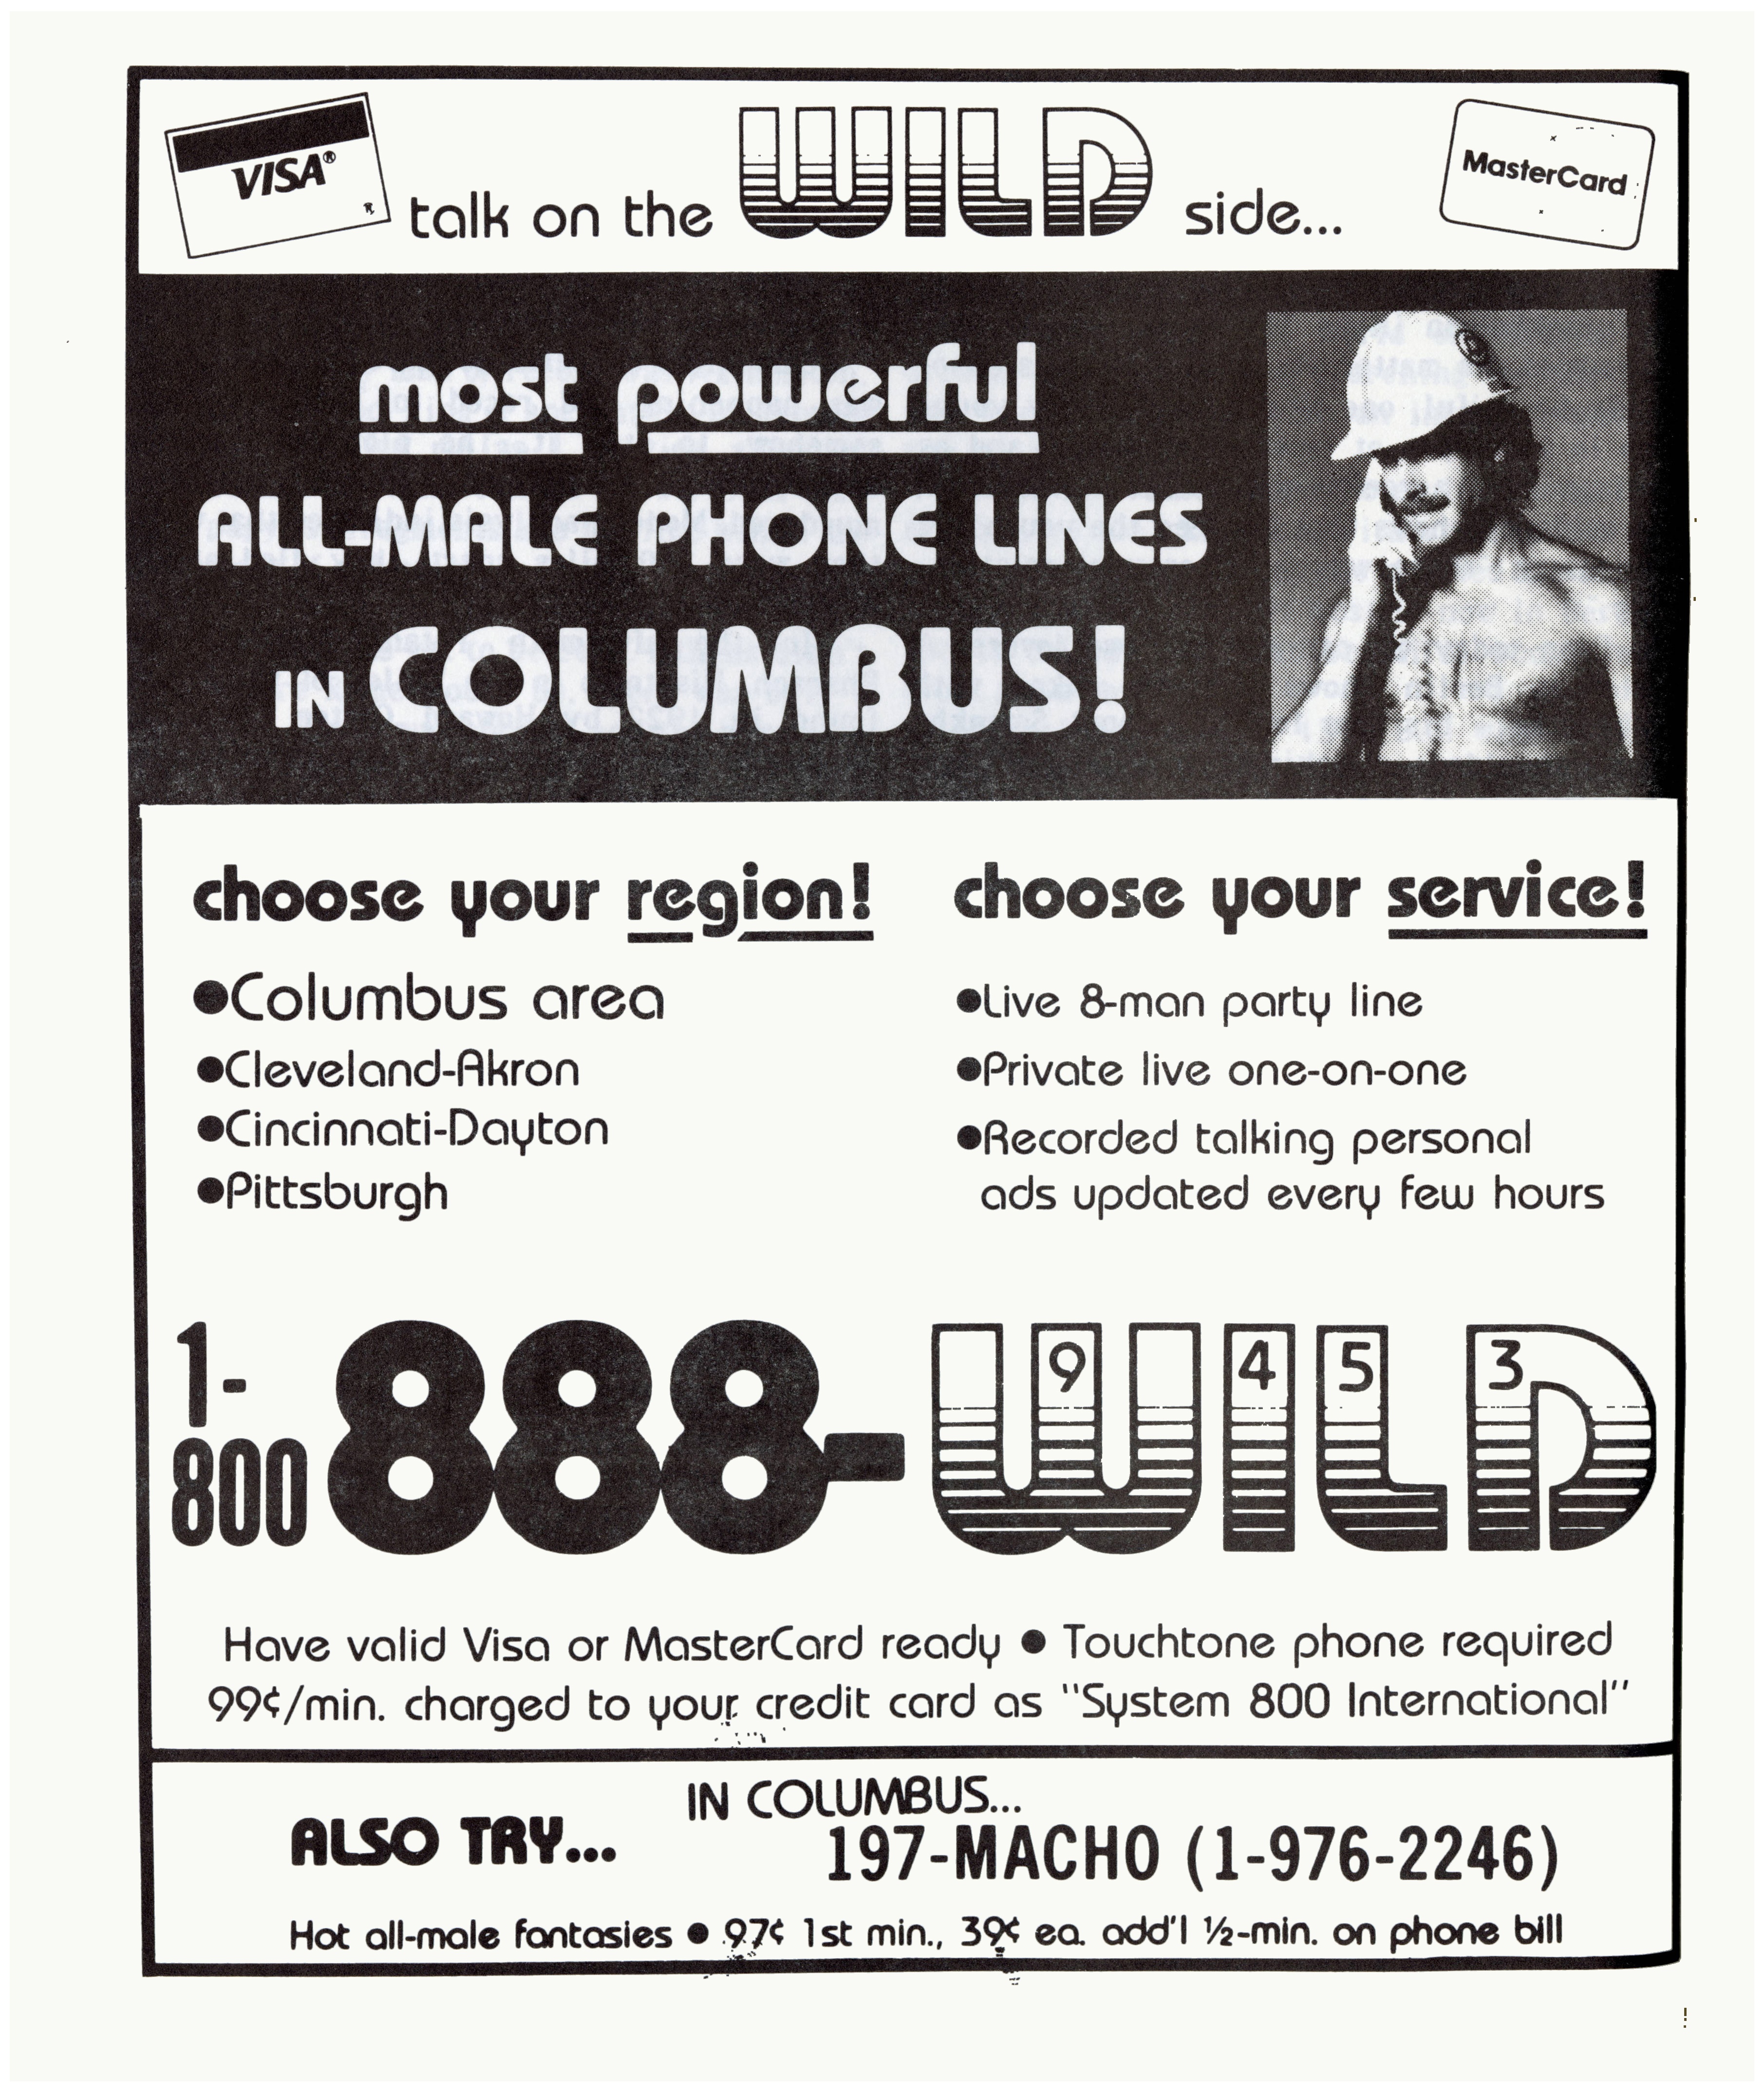 VISA®
talk on the WILD side...
MasterCard
most powerful
ALL-MALE PHONE LINES
IN COLUMBUS!
choose your region!
•Columbus area
•Cleveland-Akron
•Cincinnati-Dayton
•Pittsburgh
choose your service!
•Live 8-man party line
•Private live one-on-one
•Recorded talking personal
ads updated every few hours
1-800 888-WILD
9 4 5 3
Have valid Visa or MasterCard ready • Touchtone phone required
99¢/min. charged to your credit card as "System 800 International"
ALSO TRY...
IN COLUMBUS...
197-MACHO (1-976-2246)
Hot all-male fantasies • 97¢ 1st min., 39¢ ea. add'l ½-min. on phone bill